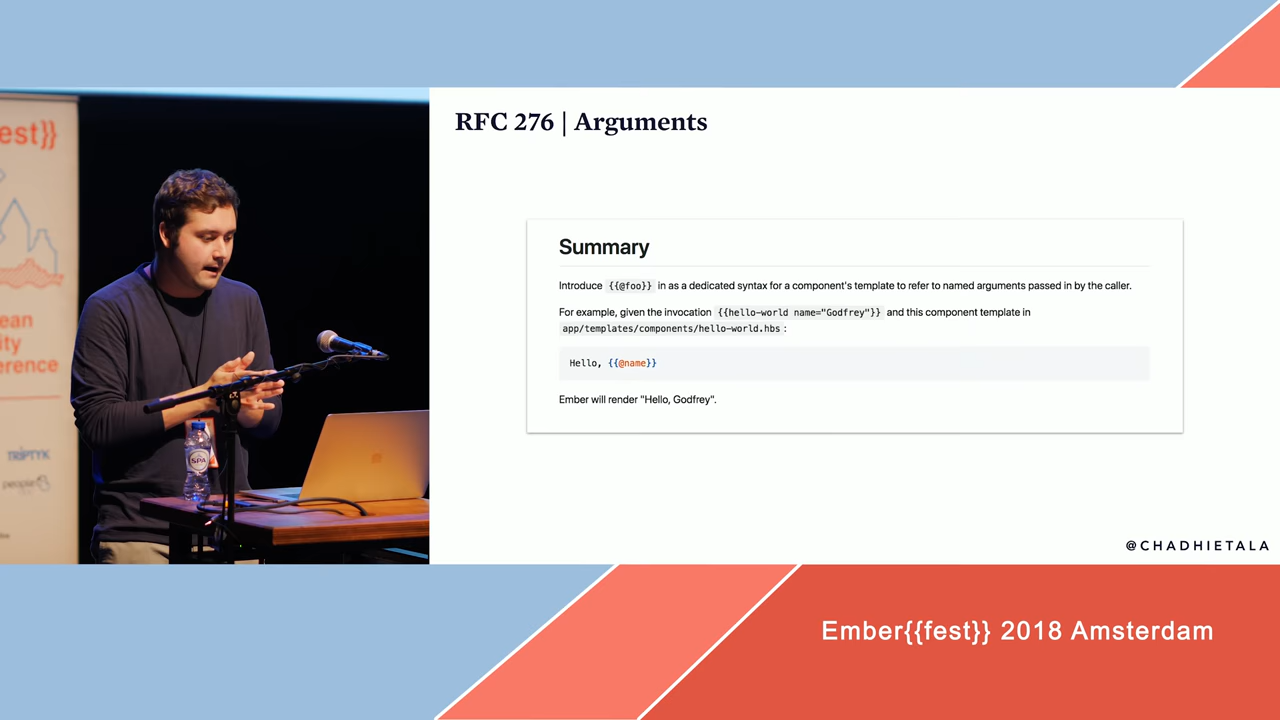 est}}
ean
ity
erence
TRIPTYK
people
SPA
RFC 276 | Arguments
Summary
Introduce {{@foo}} in as a dedicated syntax for a component's template to refer to named arguments passed in by the caller.
For example, given the invocation {{hello-world name="Godfrey"}} and this component template in
app/templates/components/hello-world.hbs :
Hello, {{@name}}
Ember will render "Hello, Godfrey".
@CHADHIETALA
Ember{{fest}} 2018 Amsterdam